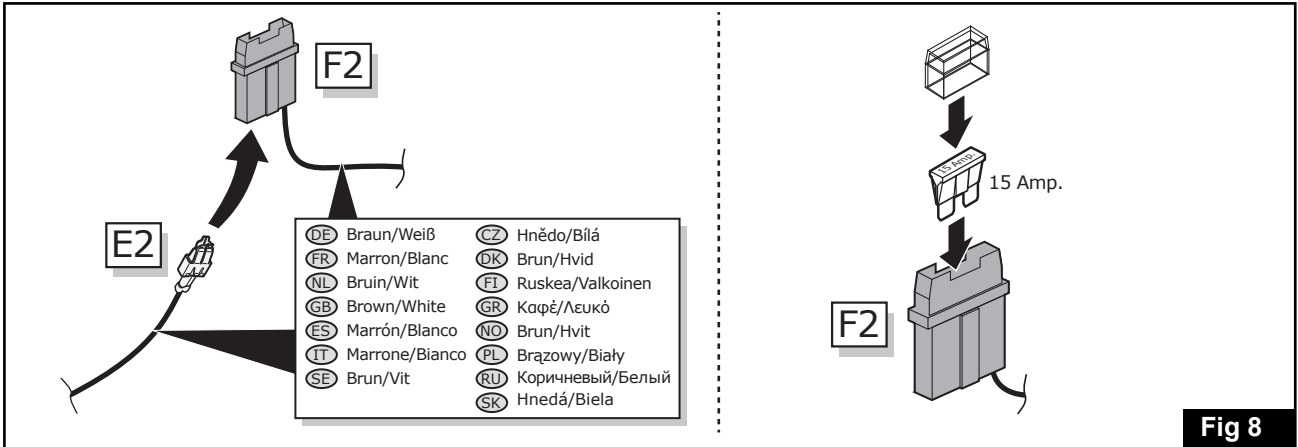 F2
E2
DE Braun/Weiß
FR Marron/Blanc
NL Bruin/Wit
GB Brown/White
ES Marrón/Blanco
IT Marrone/Bianco
SE Brun/Vit
CZ Hnědo/Bílá
DK Brun/Hvid
FI Ruskea/Valkoinen
GR Καφέ/Λευκό
NO Brun/Hvit
PL Brązowy/Biały
RU Коричневый/Белый
SK Hnedá/Biela
15 Amp.
15 Amp.
F2
Fig 8